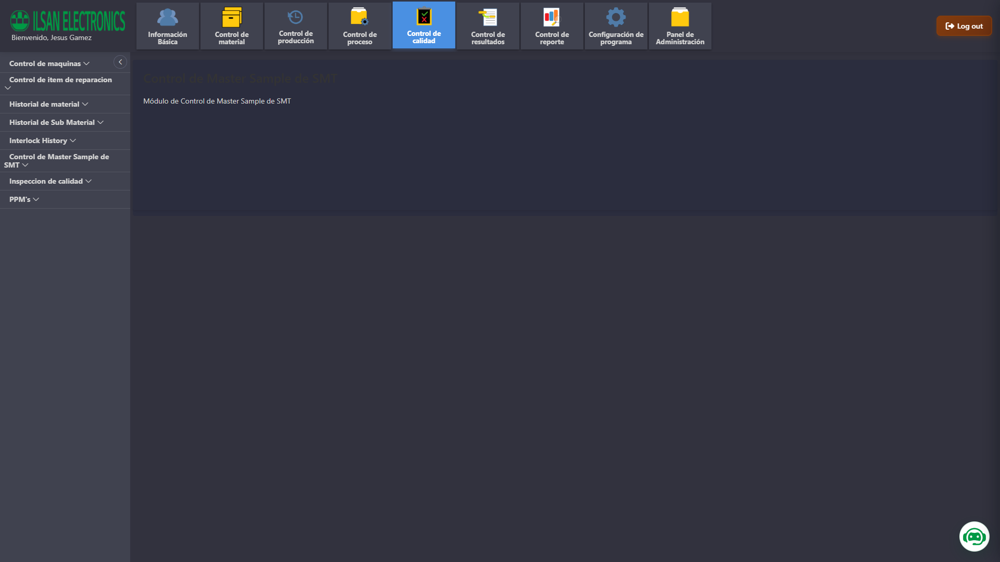 ILSAN ELECTRONICS
Bienvenido, Jesus Gamez
Información
Básica
Control de
material
Control de
producción
Control de
proceso
Control de
calidad
Control de
resultados
Control de
reporte
Configuración de
programa
Panel de
Administración
Log out
Control de maquinas
Control de item de reparacion
Historial de material
Historial de Sub Material
Interlock History
Control de Master Sample de
SMT
Inspeccion de calidad
PPM's
Control de Master Sample de SMT
Módulo de Control de Master Sample de SMT